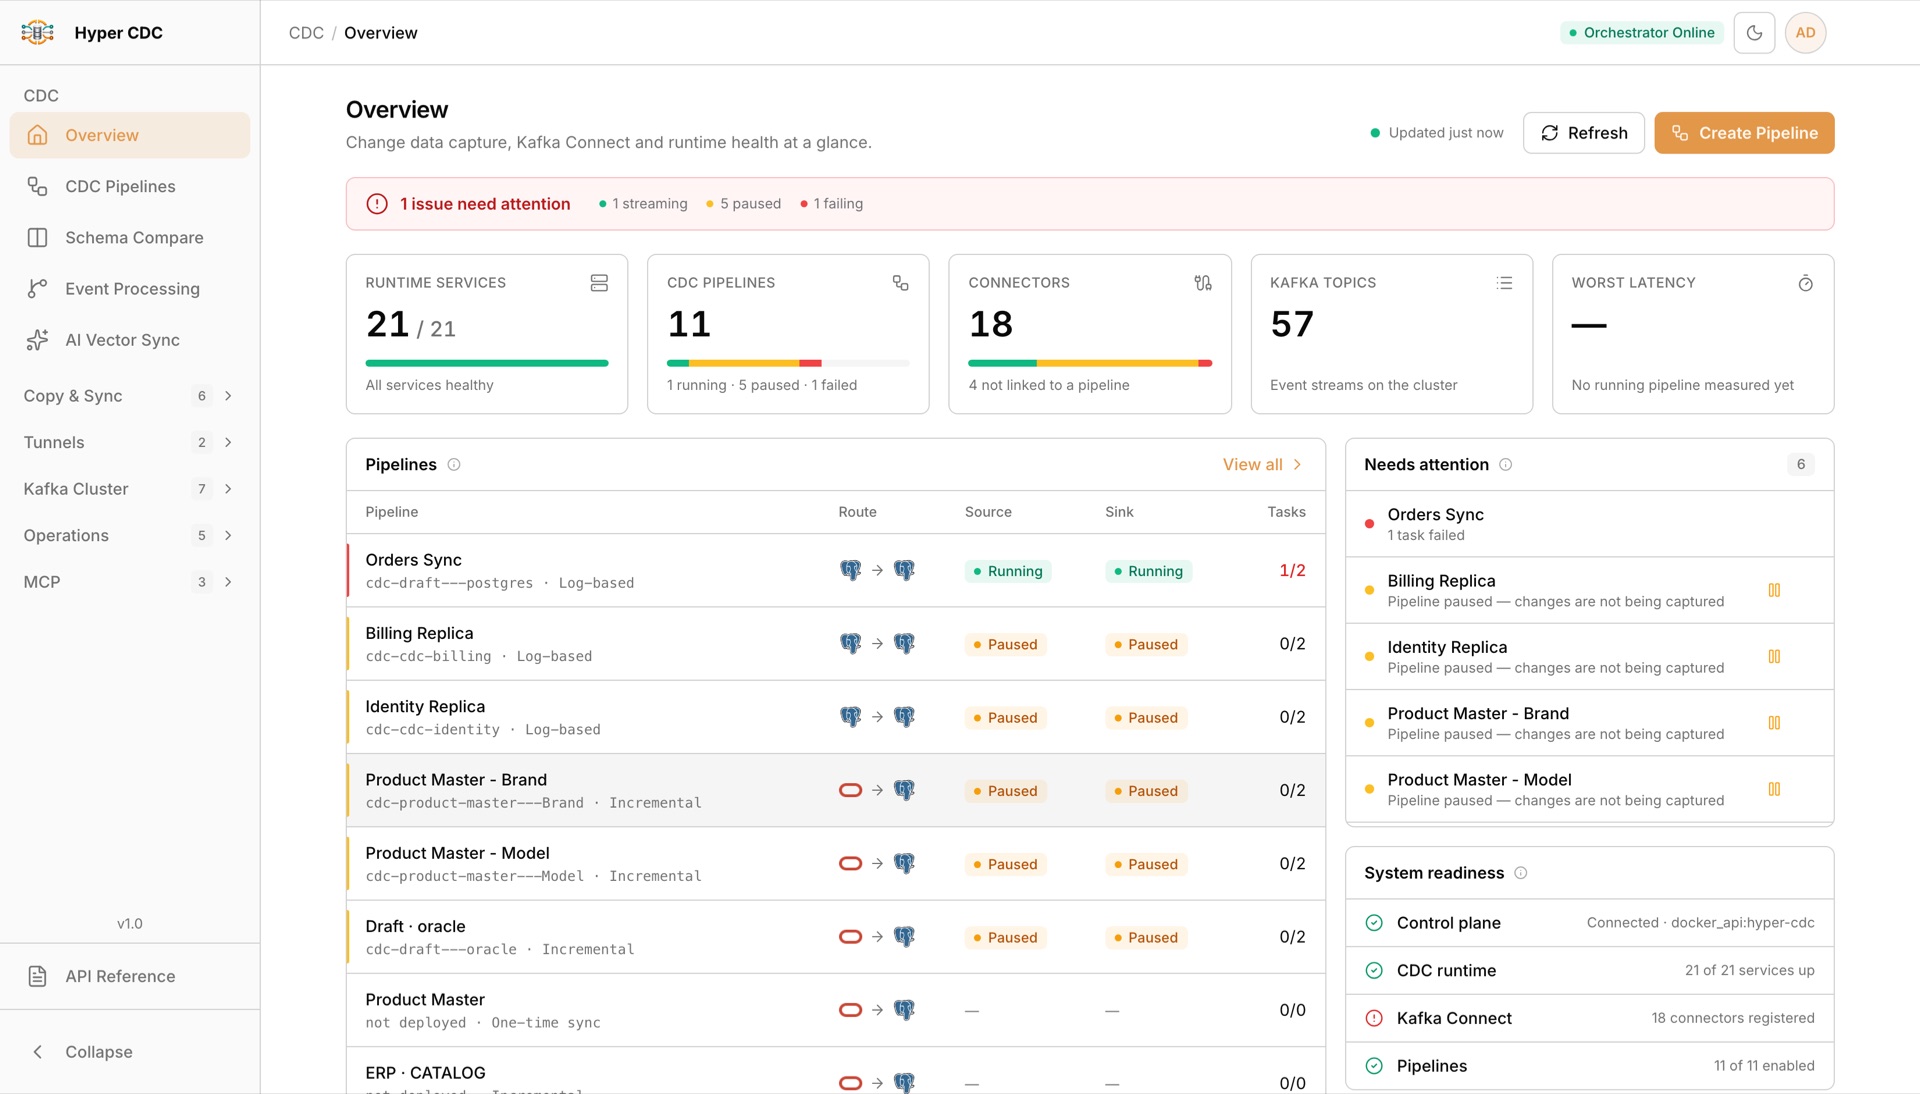 Hyper CDC
CDC / Overview
Orchestrator Online
AD
CDC
Overview
CDC Pipelines
Schema Compare
Event Processing
AI Vector Sync
Copy & Sync 6
Tunnels 2
Kafka Cluster 7
Operations 5
MCP 3
v1.0
API Reference
Collapse
Overview
Change data capture, Kafka Connect and runtime health at a glance.
Updated just now
Refresh
Create Pipeline
1 issue need attention
1 streaming
5 paused
1 failing
RUNTIME SERVICES
21 / 21
All services healthy
CDC PIPELINES
11
1 running · 5 paused · 1 failed
CONNECTORS
18
4 not linked to a pipeline
KAFKA TOPICS
57
Event streams on the cluster
WORST LATENCY
—
No running pipeline measured yet
Pipelines
View all
Pipeline Route Source Sink Tasks
Orders Sync
cdc-draft---postgres · Log-based
Running Running 1/2
Billing Replica
cdc-cdc-billing · Log-based
Paused Paused 0/2
Identity Replica
cdc-cdc-identity · Log-based
Paused Paused 0/2
Product Master - Brand
cdc-product-master---Brand · Incremental
Paused Paused 0/2
Product Master - Model
cdc-product-master---Model · Incremental
Paused Paused 0/2
Draft · oracle
cdc-draft---oracle · Incremental
Paused Paused 0/2
Product Master
not deployed · One-time sync
— — 0/0
ERP · CATALOG
— — 0/0
Needs attention 6
Orders Sync
1 task failed
Billing Replica
Pipeline paused — changes are not being captured
Identity Replica
Pipeline paused — changes are not being captured
Product Master - Brand
Pipeline paused — changes are not being captured
Product Master - Model
Pipeline paused — changes are not being captured
System readiness
Control plane Connected · docker_api:hyper-cdc
CDC runtime 21 of 21 services up
Kafka Connect 18 connectors registered
Pipelines 11 of 11 enabled